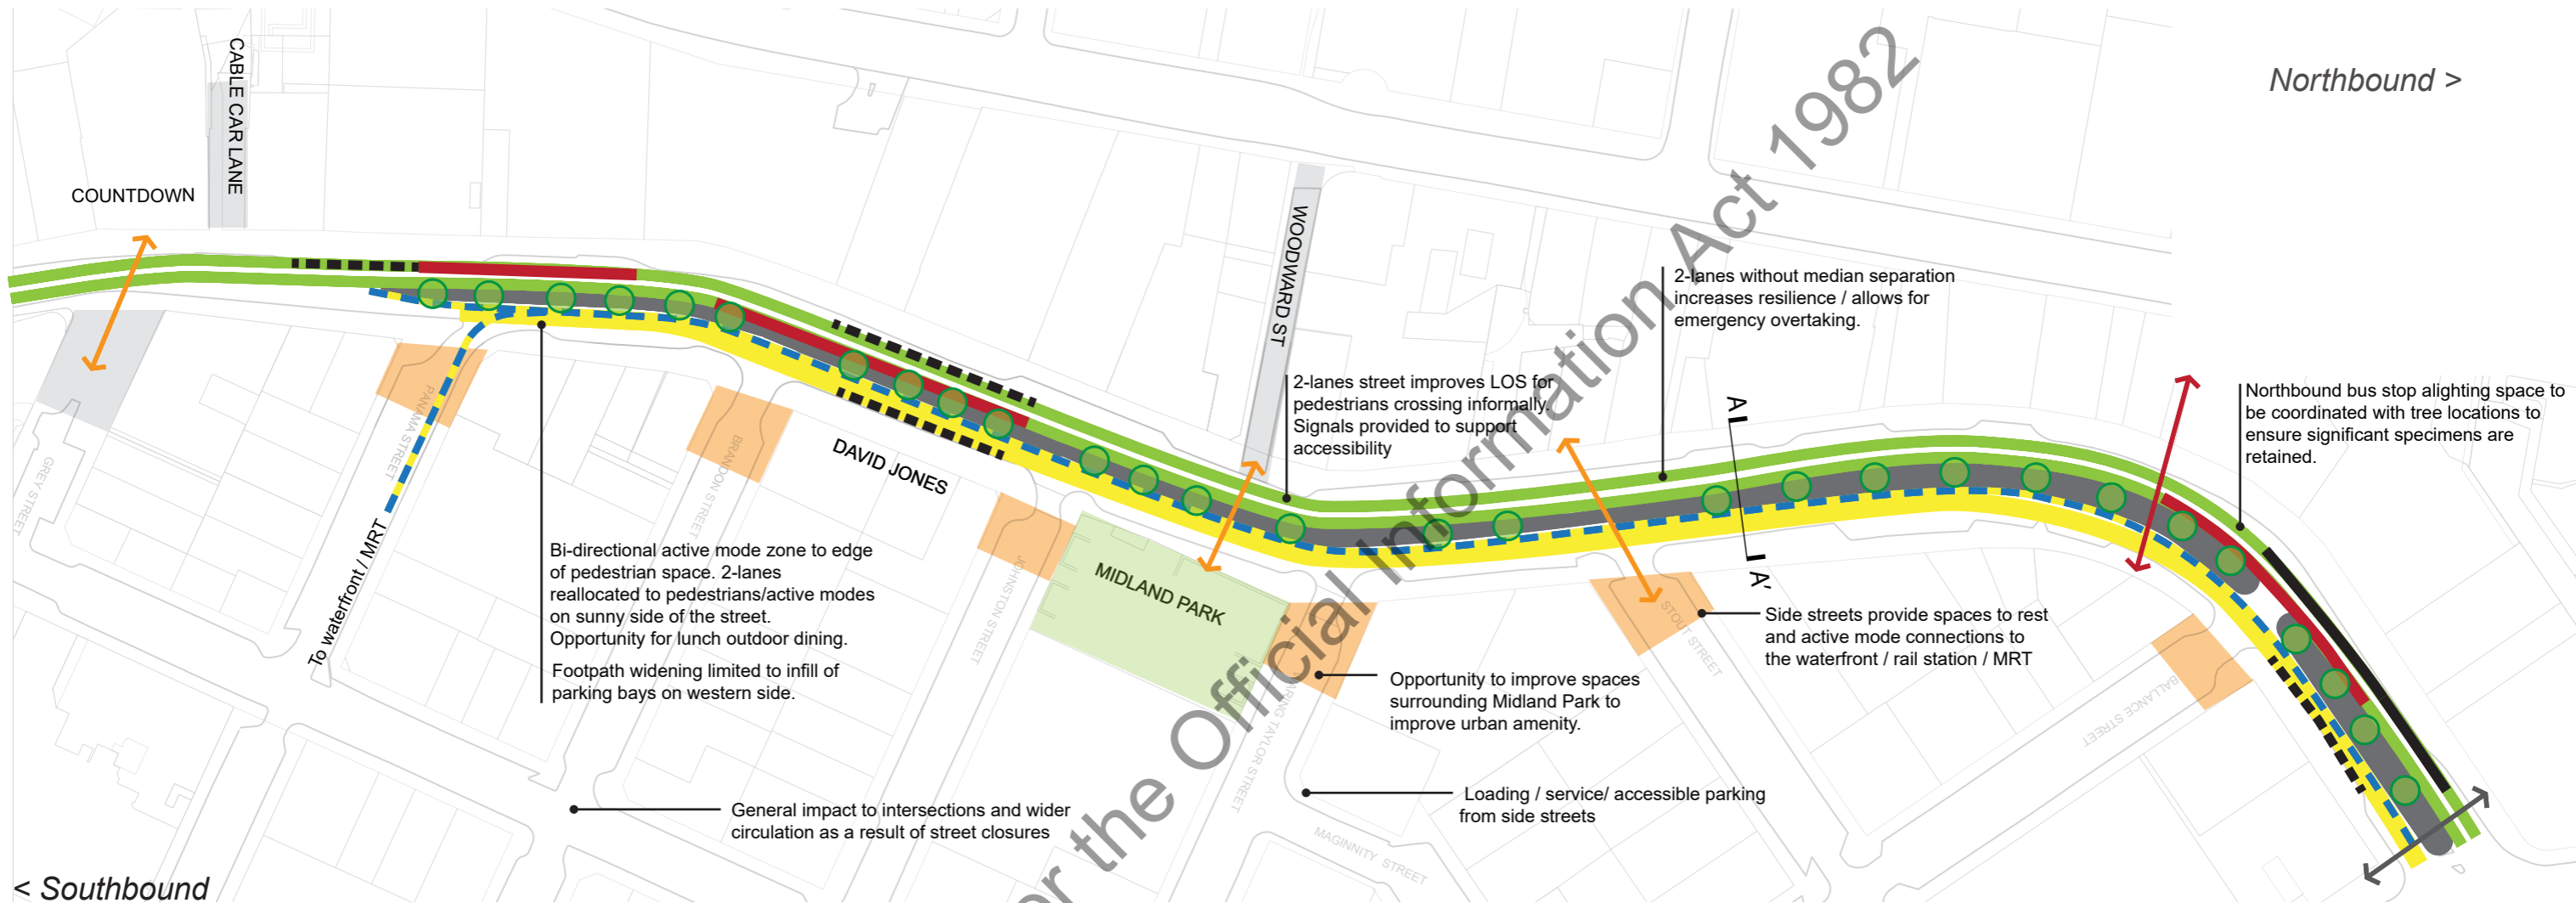 Northbound >
CABLE CAR LANE
COUNTDOWN
WOODWARD ST
2-lanes without median separation
increases resilience / allows for
emergency overtaking.
2-lanes street improves LOS for
pedestrians crossing informally.
Signals provided to support
accessibility
A
A'
Northbound bus stop alighting space to
be coordinated with tree locations to
ensure significant specimens are
retained.
GREY STREET
PANAMA STREET
BRANDON STREET
DAVID JONES
JOHNSTON STREET
MIDLAND PARK
To waterfront / MRT
Bi-directional active mode zone to edge
of pedestrian space. 2-lanes
reallocated to pedestrians/active modes
on sunny side of the street.
Opportunity for lunch outdoor dining.
Footpath widening limited to infill of
parking bays on western side.
STOUT STREET
Side streets provide spaces to rest
and active mode connections to
the waterfront / rail station / MRT
BALLANCE STREET
Opportunity to improve spaces
surrounding Midland Park to
improve urban amenity.
WARING TAYLOR STREET
General impact to intersections and wider
circulation as a result of street closures
Loading / service/ accessible parking
from side streets
MAGINNITY STREET
< Southbound
the Official Information Act 1982